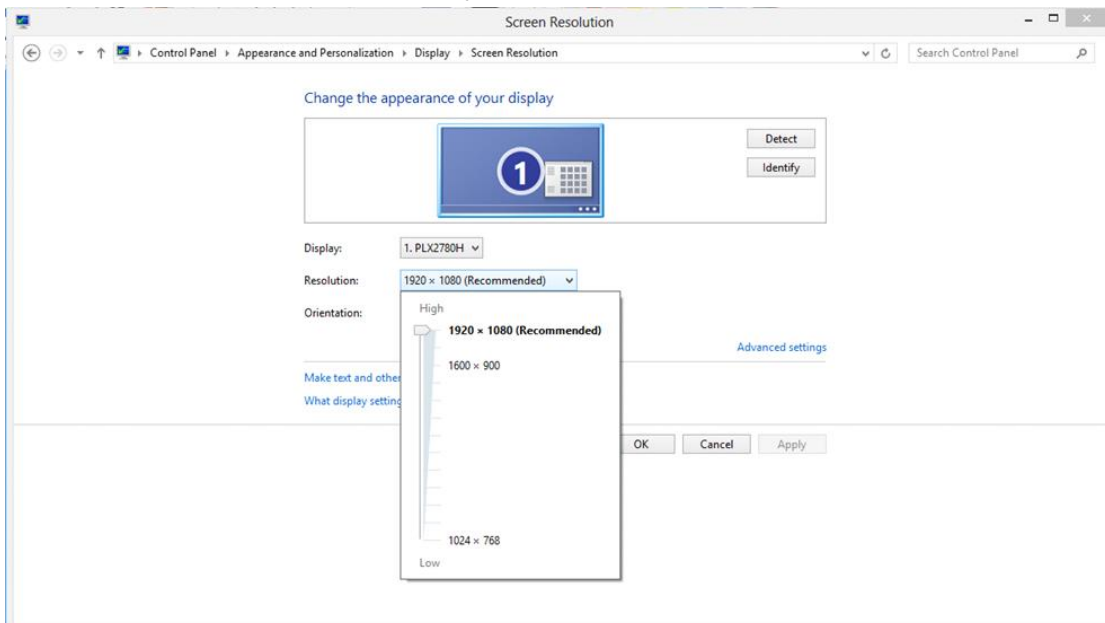 Screen Resolution
Control Panel Appearance and Personalization Display Screen Resolution
Search Control Panel
Change the appearance of your display
1
Detect
Identify
Display: 1. PLX2780H
Resolution: 1920 × 1080 (Recommended)
Orientation:
High
1920 × 1080 (Recommended)
1600 × 900
1024 × 768
Low
Advanced settings
Make text and other
What display setting
OK Cancel Apply